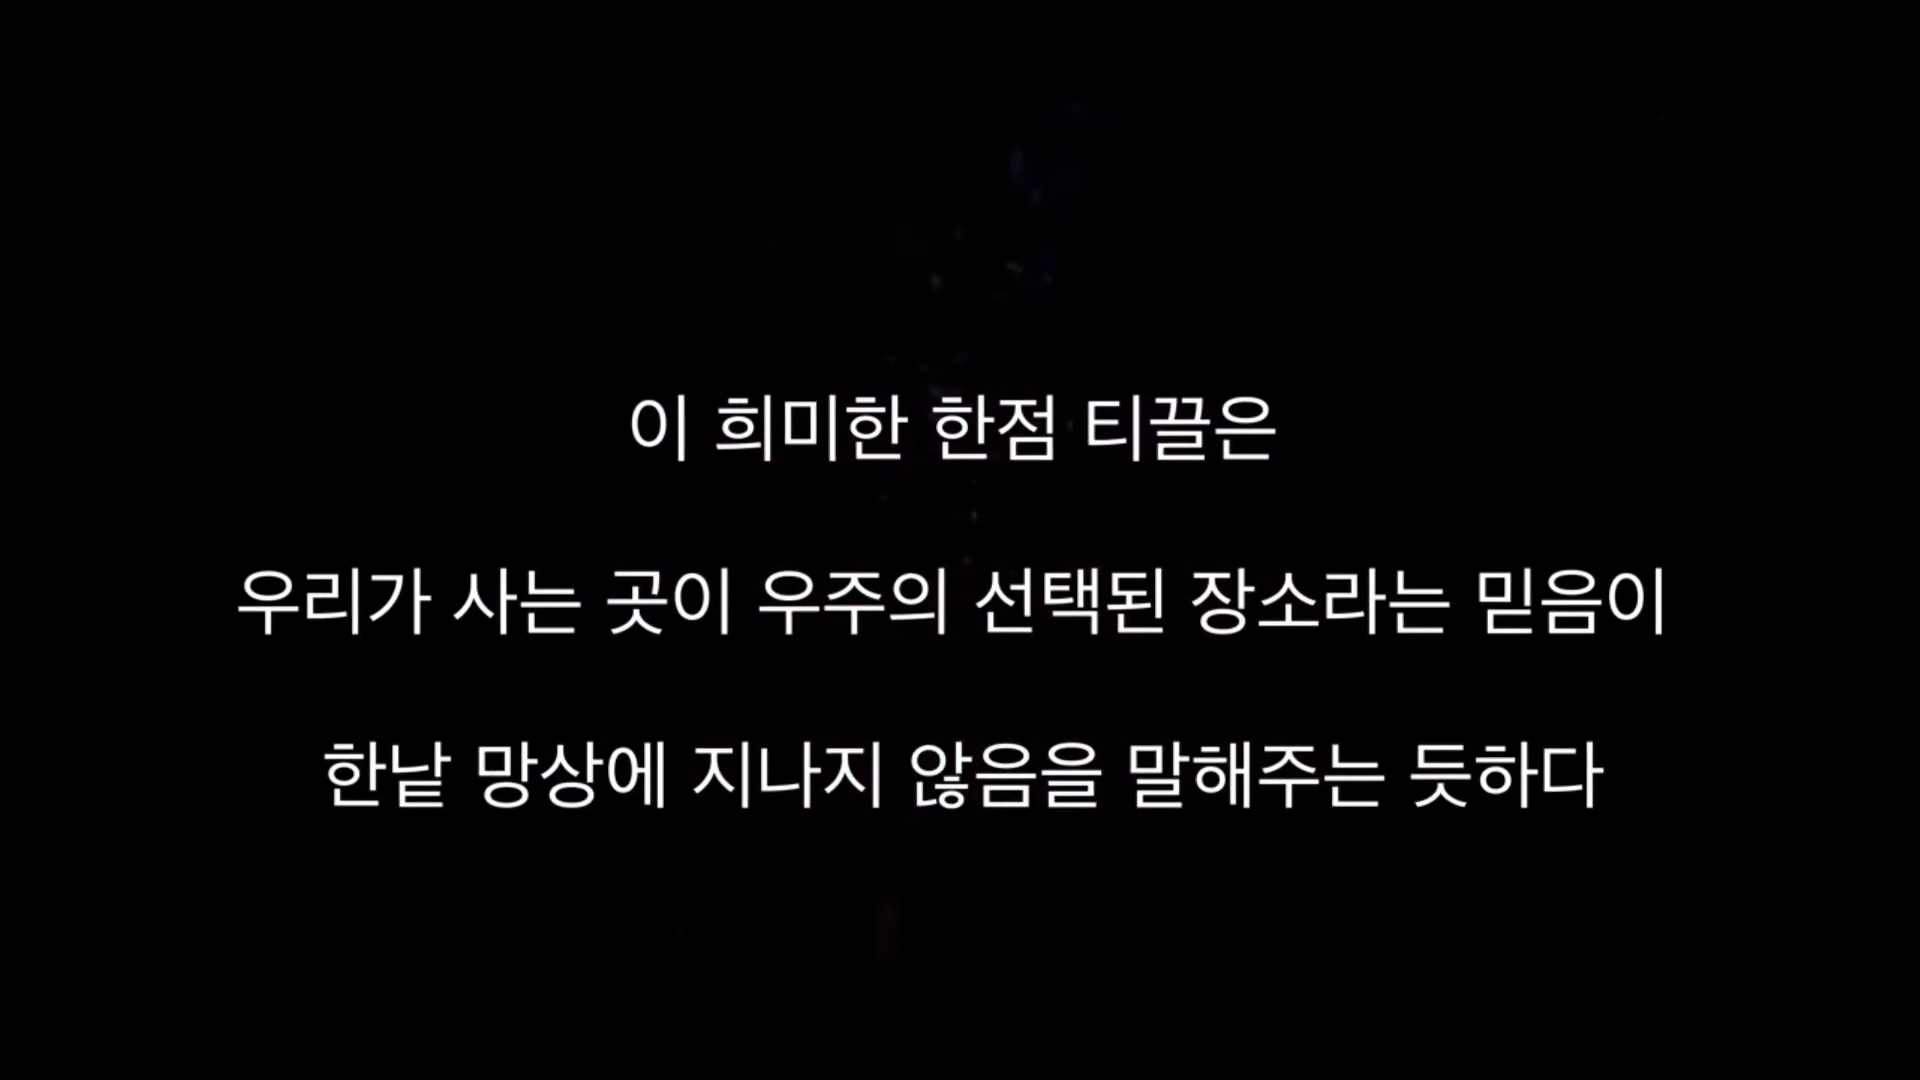 이 희미한 한점 티끌은
우리가 사는 곳이 우주의 선택된 장소라는 믿음이
한낱 망상에 지나지 않음을 말해주는 듯하다